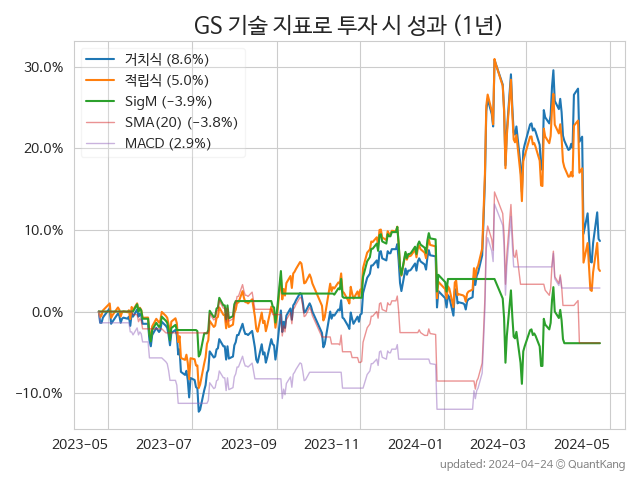 GS 기술 지표로 투자 시 성과 (1년)
거치식 (8.6%)
적립식 (5.0%)
SigM (−3.9%)
SMA(20) (−3.8%)
MACD (2.9%)
30.0%
20.0%
10.0%
0.0%
−10.0%
2023-05 2023-07 2023-09 2023-11 2024-01 2024-03 2024-05
updated: 2024-04-24 © QuantKang